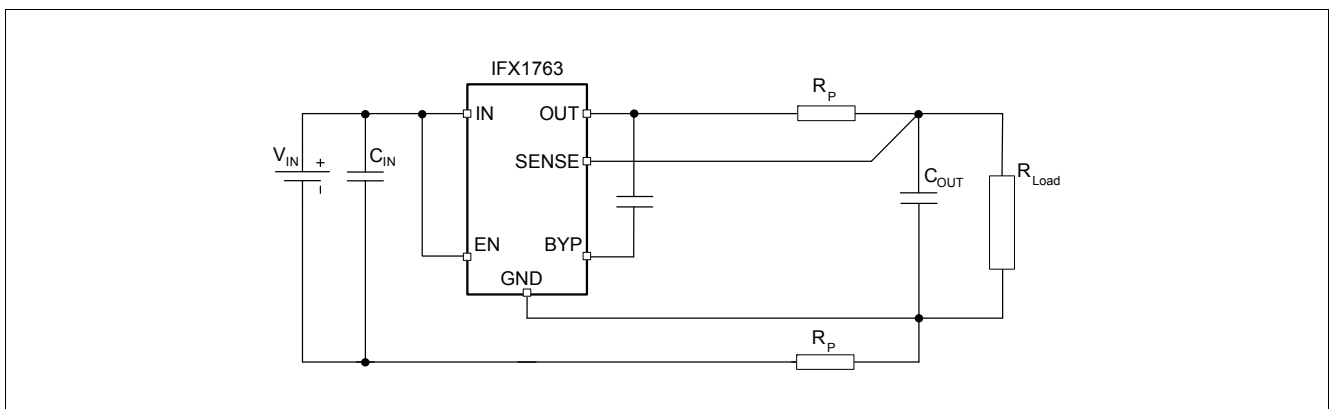 IFX1763
IN
OUT
R_P
V_IN
+
–
C_IN
SENSE
C_OUT
R_Load
EN
BYP
GND
R_P